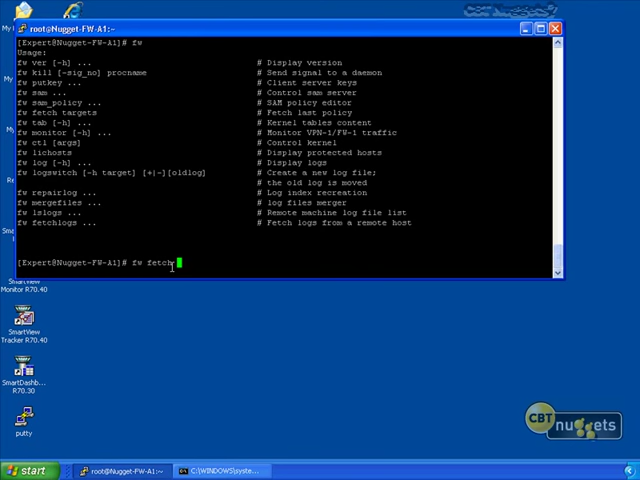 CBT Nuggets
root@Nugget-FW-A1:~
[Expert@Nugget-FW-A1]# fw
Usage:
fw ver [-h] ... # Display version
fw kill [-sig_no] procname # Send signal to a daemon
fw putkey ... # Client server keys
fw sam ... # Control sam server
fw sam_policy ... # SAM policy editor
fw fetch targets # Fetch last policy
fw tab [-h] ... # Kernel tables content
fw monitor [-h] ... # Monitor VPN-1/FW-1 traffic
fw ctl [args] # Control kernel
fw lichosts # Display protected hosts
fw log [-h] ... # Display logs
fw logswitch [-h target] [+|-][oldlog] # Create a new log file;
# the old log is moved
fw repairlog ... # Log index recreation
fw mergefiles ... # log files merger
fw lslogs ... # Remote machine log file list
fw fetchlogs ... # Fetch logs from a remote host
[Expert@Nugget-FW-A1]# fw fetch
SmartView
Monitor R70.40
SmartView
Tracker R70.40
SmartDashb...
R70.30
putty
CBT
nuggets
start
root@Nugget-FW-A1:~
C:\WINDOWS\syste...